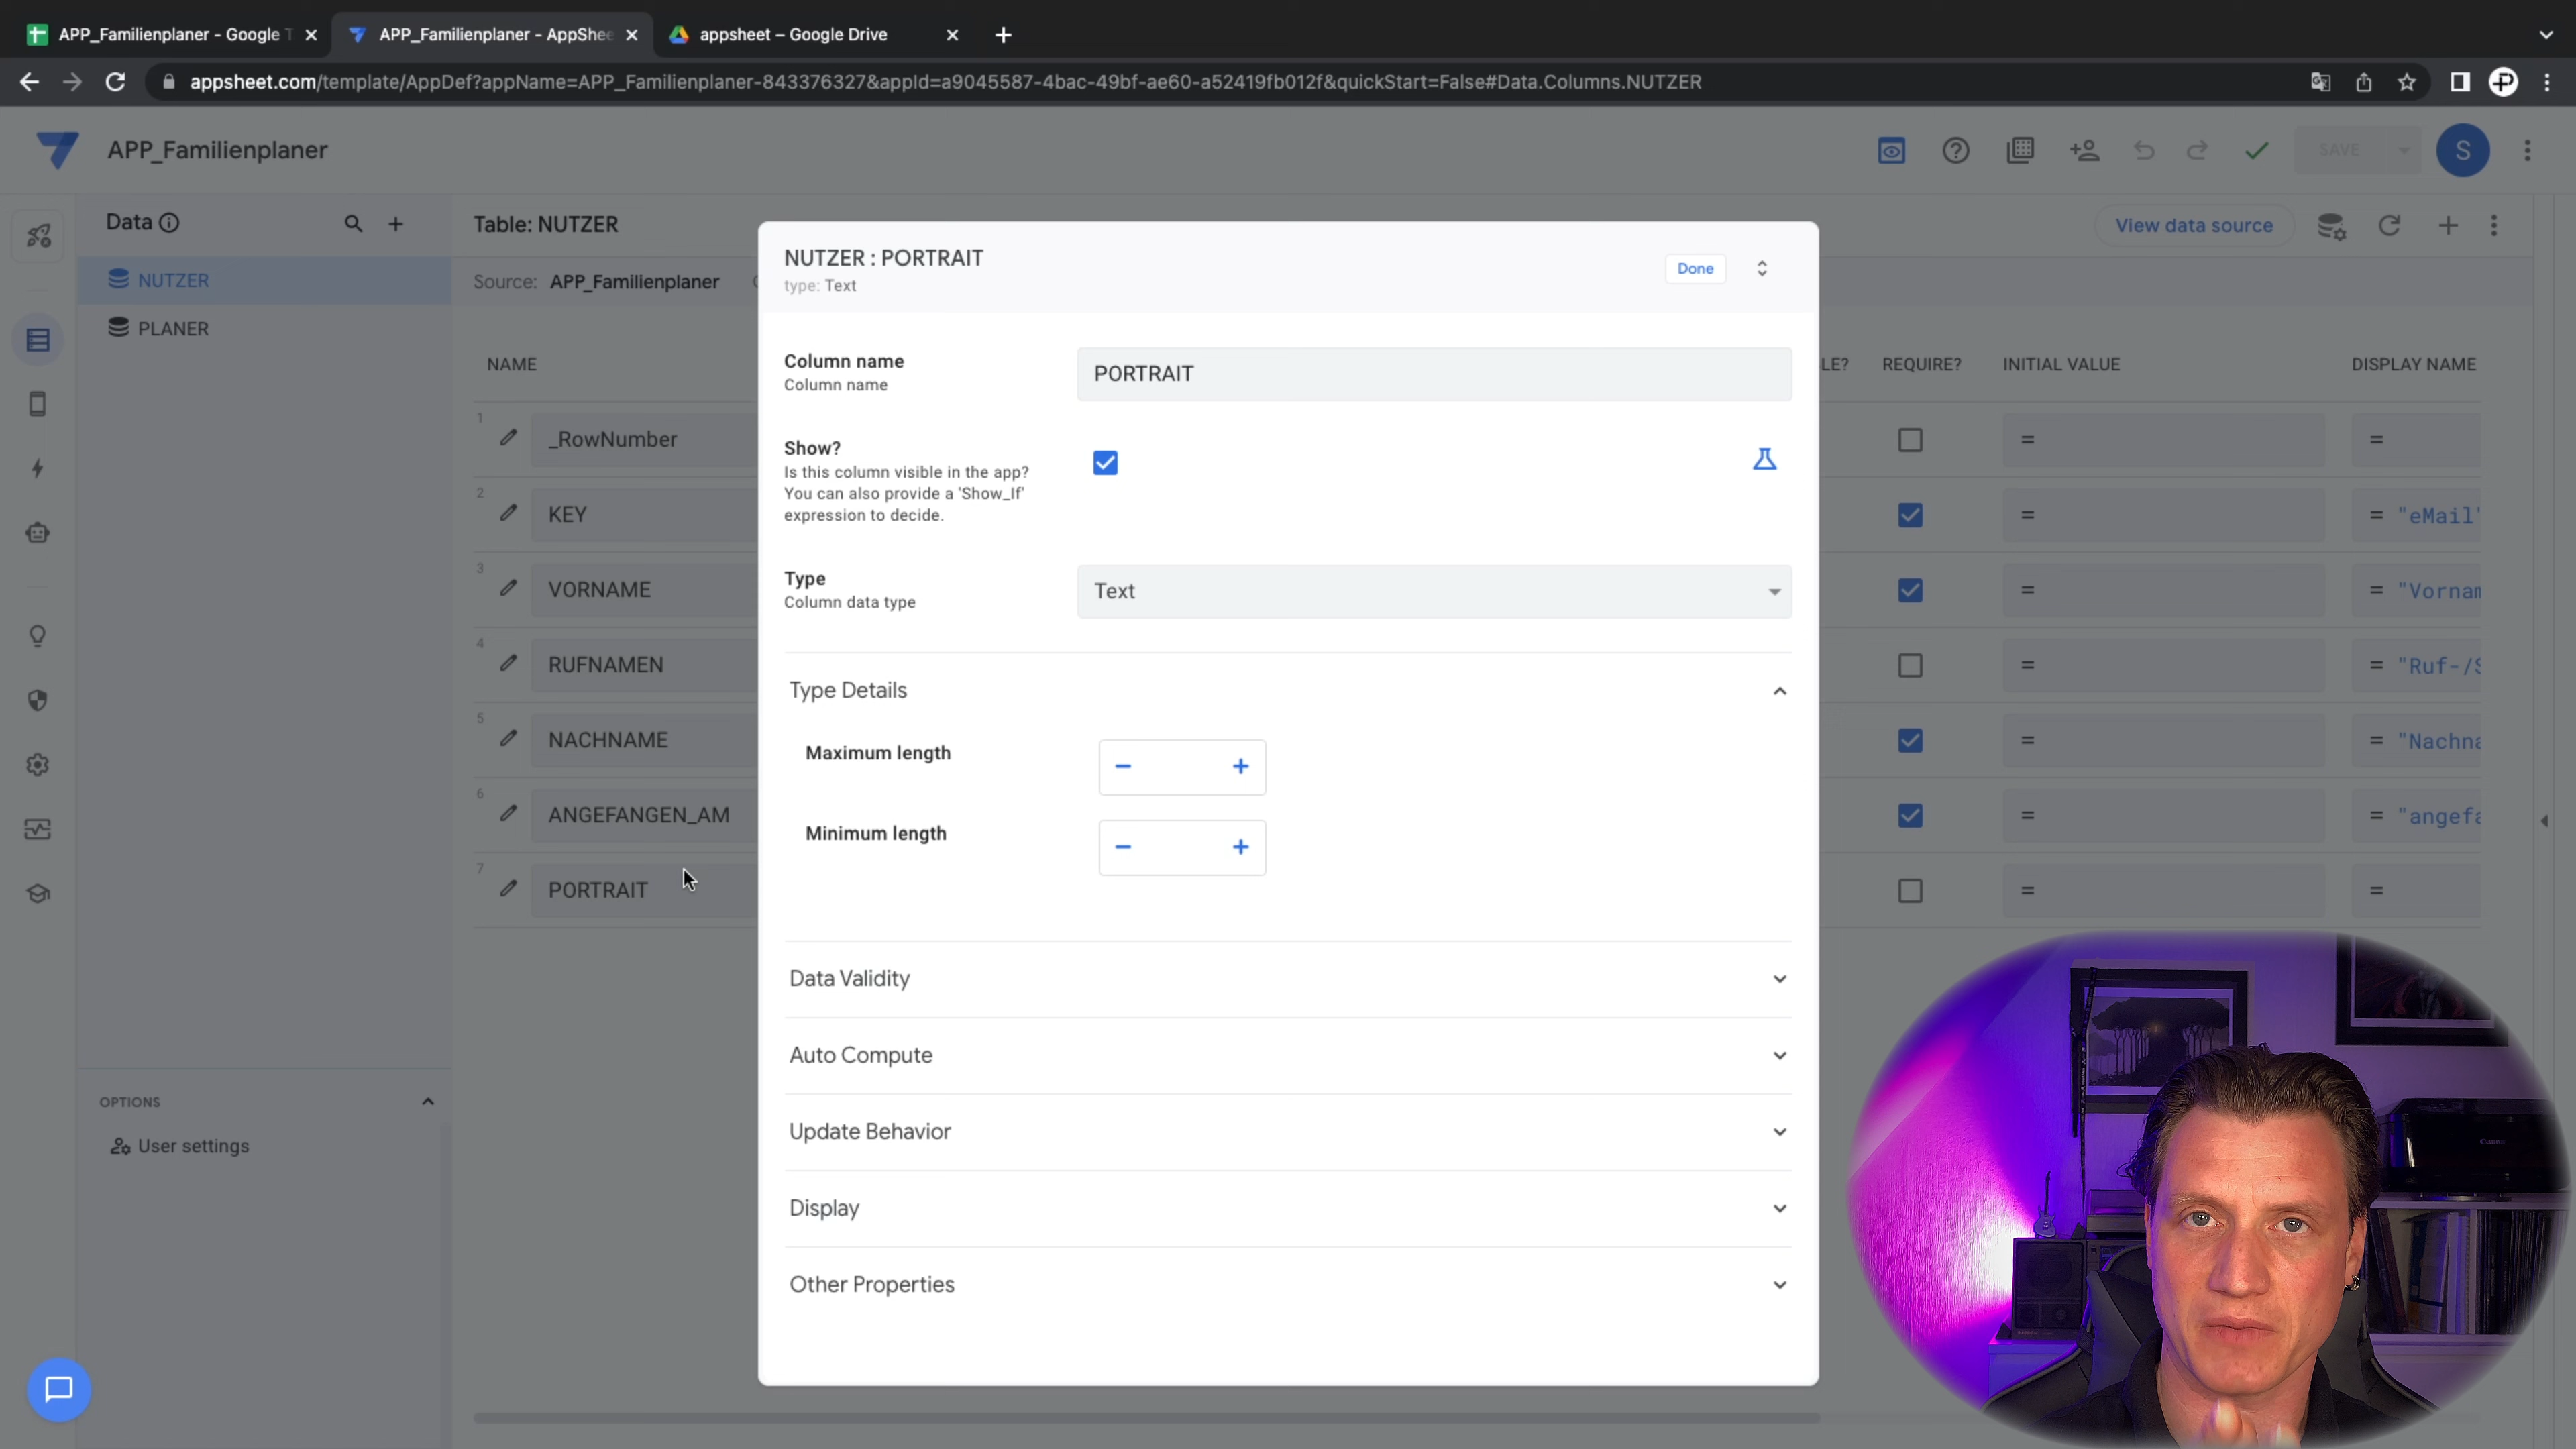 APP_Familienplaner - Google T
APP_Familienplaner - AppShee
appsheet – Google Drive
appsheet.com/template/AppDef?appName=APP_Familienplaner-843376327&appId=a9045587-4bac-49bf-ae60-a52419fb012f&quickStart=False#Data.Columns.NUTZER
APP_Familienplaner
SAVE
S
Data
Table: NUTZER
View data source
NUTZER
PLANER
Source: APP_Familienplaner
NAME
LE?
REQUIRE?
INITIAL VALUE
DISPLAY NAME
1
_RowNumber
=
=
2
KEY
=
= "eMail"
3
VORNAME
=
= "Vornam
4
RUFNAMEN
=
= "Ruf-/S
5
NACHNAME
=
= "Nachna
6
ANGEFANGEN_AM
=
= "angefa
7
PORTRAIT
=
=
NUTZER : PORTRAIT
type: Text
Done
Column name
Column name
PORTRAIT
Show?
Is this column visible in the app?
You can also provide a 'Show_If'
expression to decide.
Type
Column data type
Text
Type Details
Maximum length
Minimum length
Data Validity
Auto Compute
Update Behavior
Display
Other Properties
OPTIONS
User settings
Canon